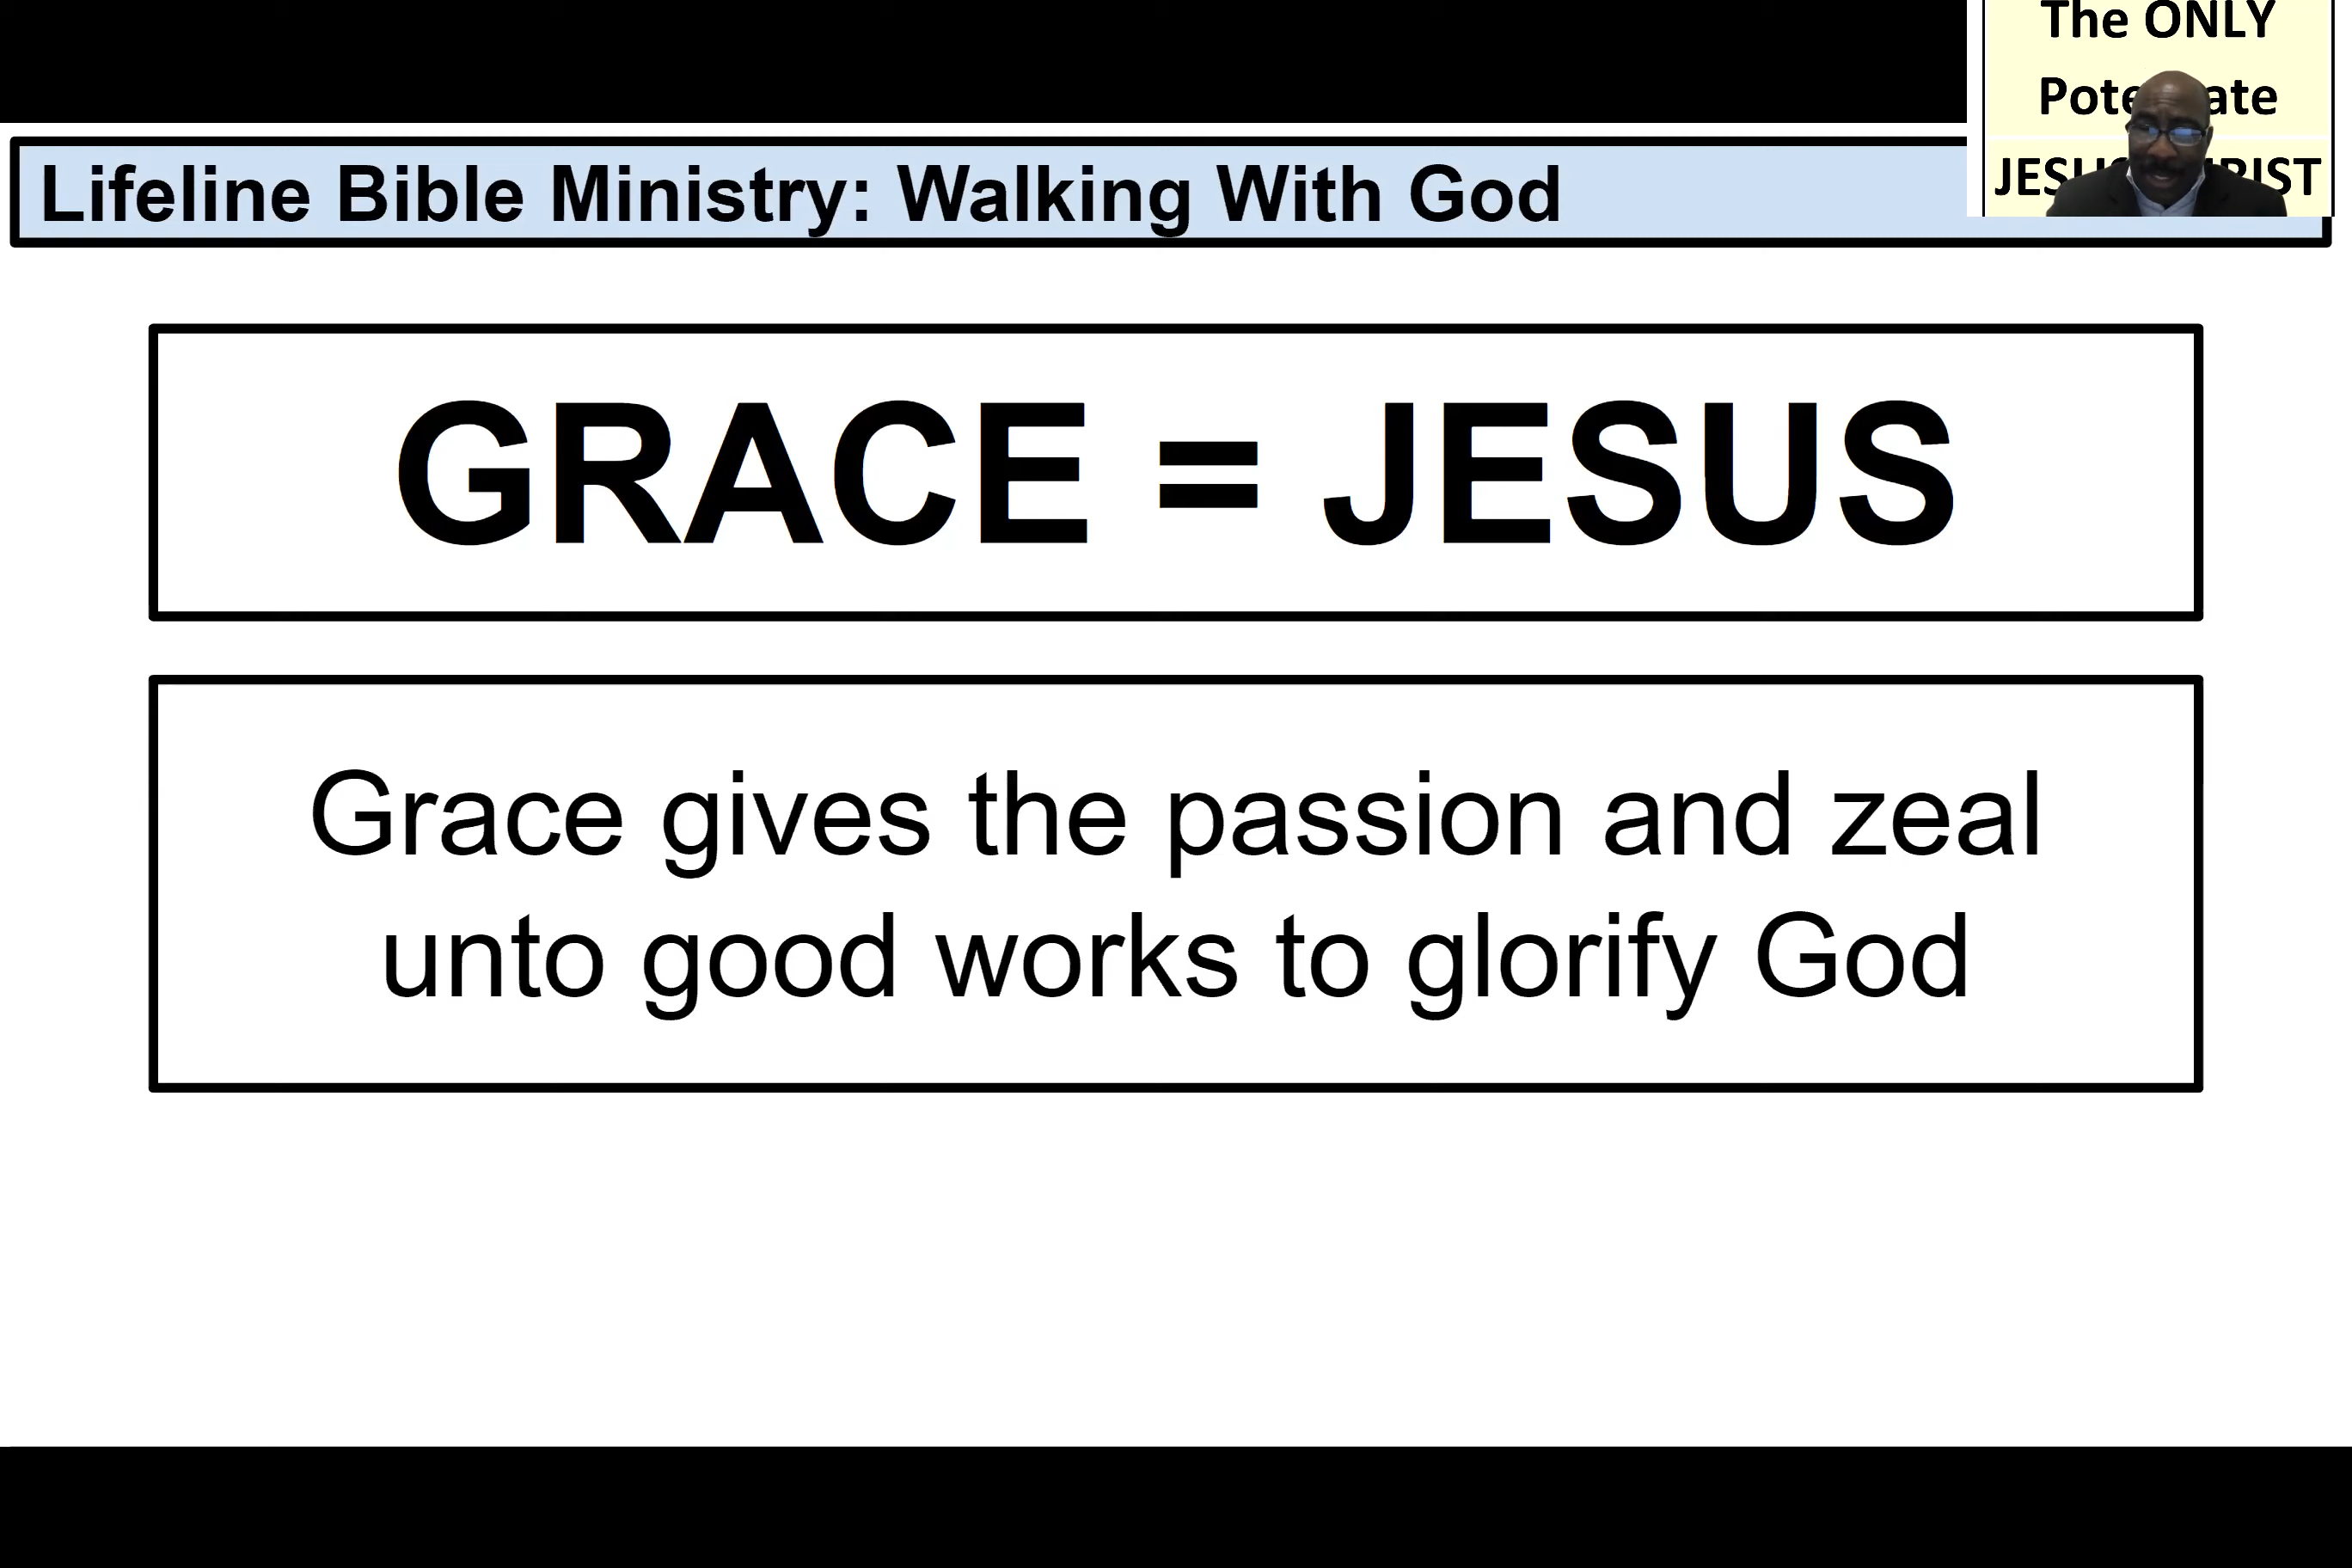 The ONLY
Lifeline Bible Ministry: Walking With God
GRACE = JESUS
Grace gives the passion and zeal
unto good works to glorify God